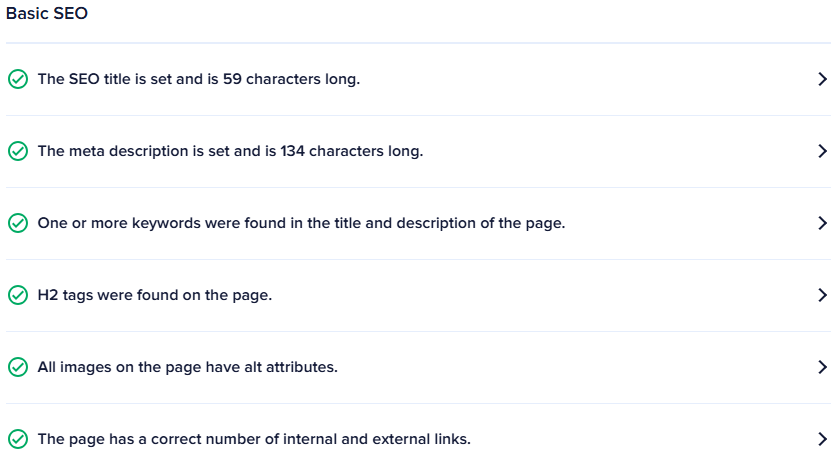 Basic SEO
The SEO title is set and is 59 characters long.
The meta description is set and is 134 characters long.
One or more keywords were found in the title and description of the page.
H2 tags were found on the page.
All images on the page have alt attributes.
The page has a correct number of internal and external links.